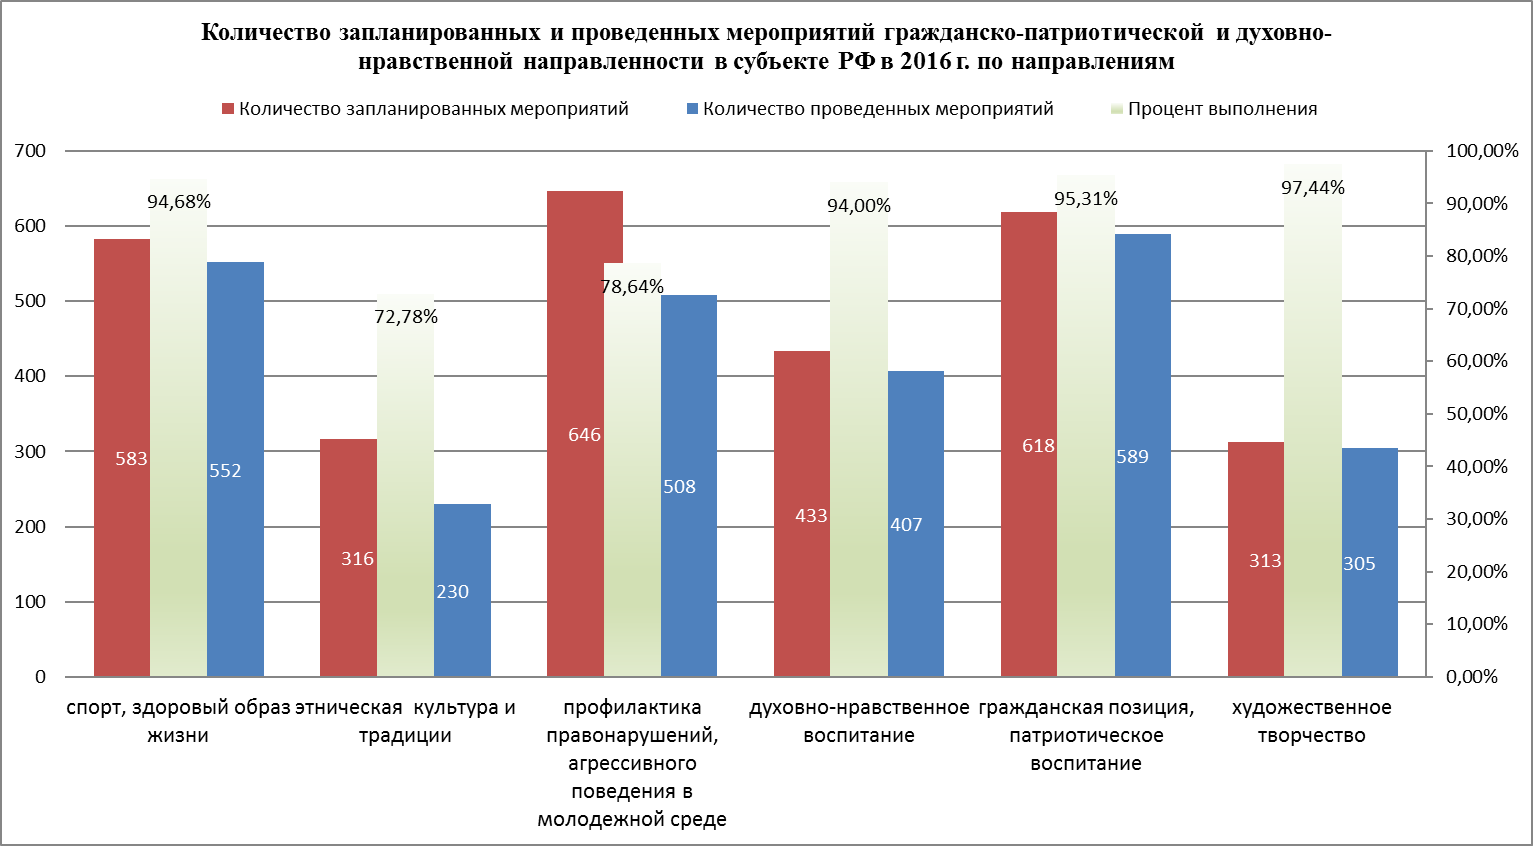 Количество запланированных и проведенных мероприятий гражданско-патриотической и духовно-
нравственной направленности в субъекте РФ в 2016 г. по направлениям
Количество запланированных мероприятий
Количество проведенных мероприятий
Процент выполнения
700
600
500
400
300
200
100
0
100,00%
90,00%
80,00%
70,00%
60,00%
50,00%
40,00%
30,00%
20,00%
10,00%
0,00%
94,68%
583
552
72,78%
316
230
78,64%
646
508
94,00%
433
407
95,31%
618
589
97,44%
313
305
спорт, здоровый образ
жизни
этническая культура и
традиции
профилактика
правонарушений,
агрессивного
поведения в
молодежной среде
духовно-нравственное
воспитание
гражданская позиция,
патриотическое
воспитание
художественное
творчество